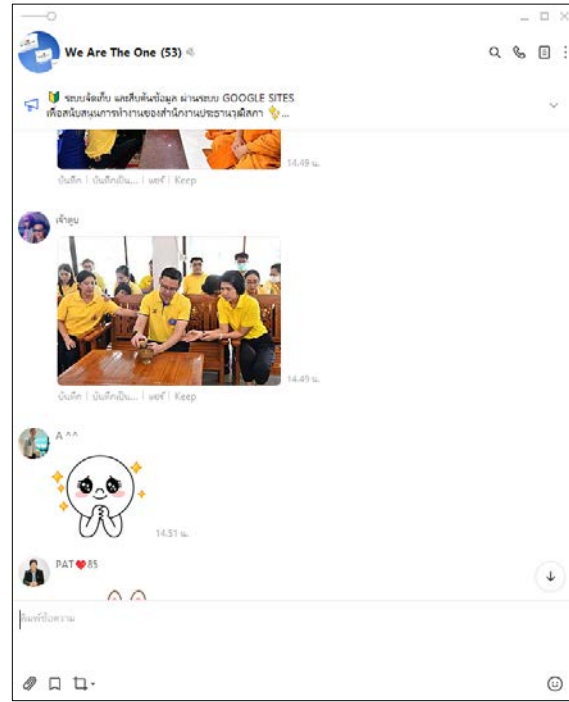 We Are The One (53)
ระบบจัดเก็บ และสืบค้นข้อมูล ผ่านระบบ GOOGLE SITES
เพื่อสนับสนุนการทำงานของสำนักงานประธานวุฒิสภา ...
14.49 น.
บันทึก | บันทึกเป็น... | แชร์ | Keep
เจ้าตูบ
14.49 น.
บันทึก | บันทึกเป็น... | แชร์ | Keep
A ^^
14.51 น.
PAT❤85
พิมพ์ข้อความ